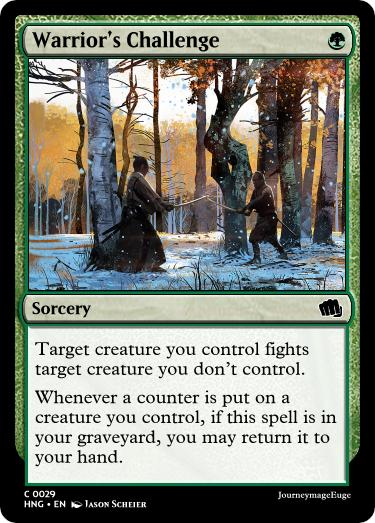 Warrior's Challenge
Sorcery
Target creature you control fights
target creature you don't control.
Whenever a counter is put on a
creature you control, if this spell is in
your graveyard, you may return it to
your hand.
C 0029
HNG • EN Jason Scheier
JourneymageEuge